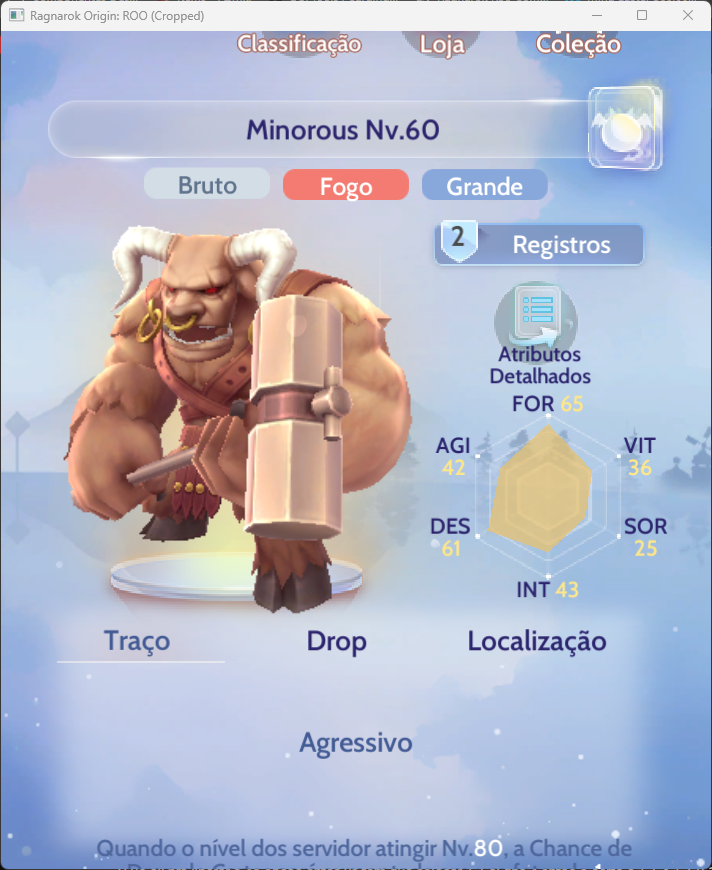 Ragnarok Origin: ROO (Cropped)
Classificação Loja Coleção
Minorous Nv.60
Bruto Fogo Grande
2 Registros
Atributos
Detalhados
FOR 65
AGI VIT
42 36
DES SOR
61 25
INT 43
Traço Drop Localização
Agressivo
Quando o nível dos servidor atingir Nv.80, a Chance de